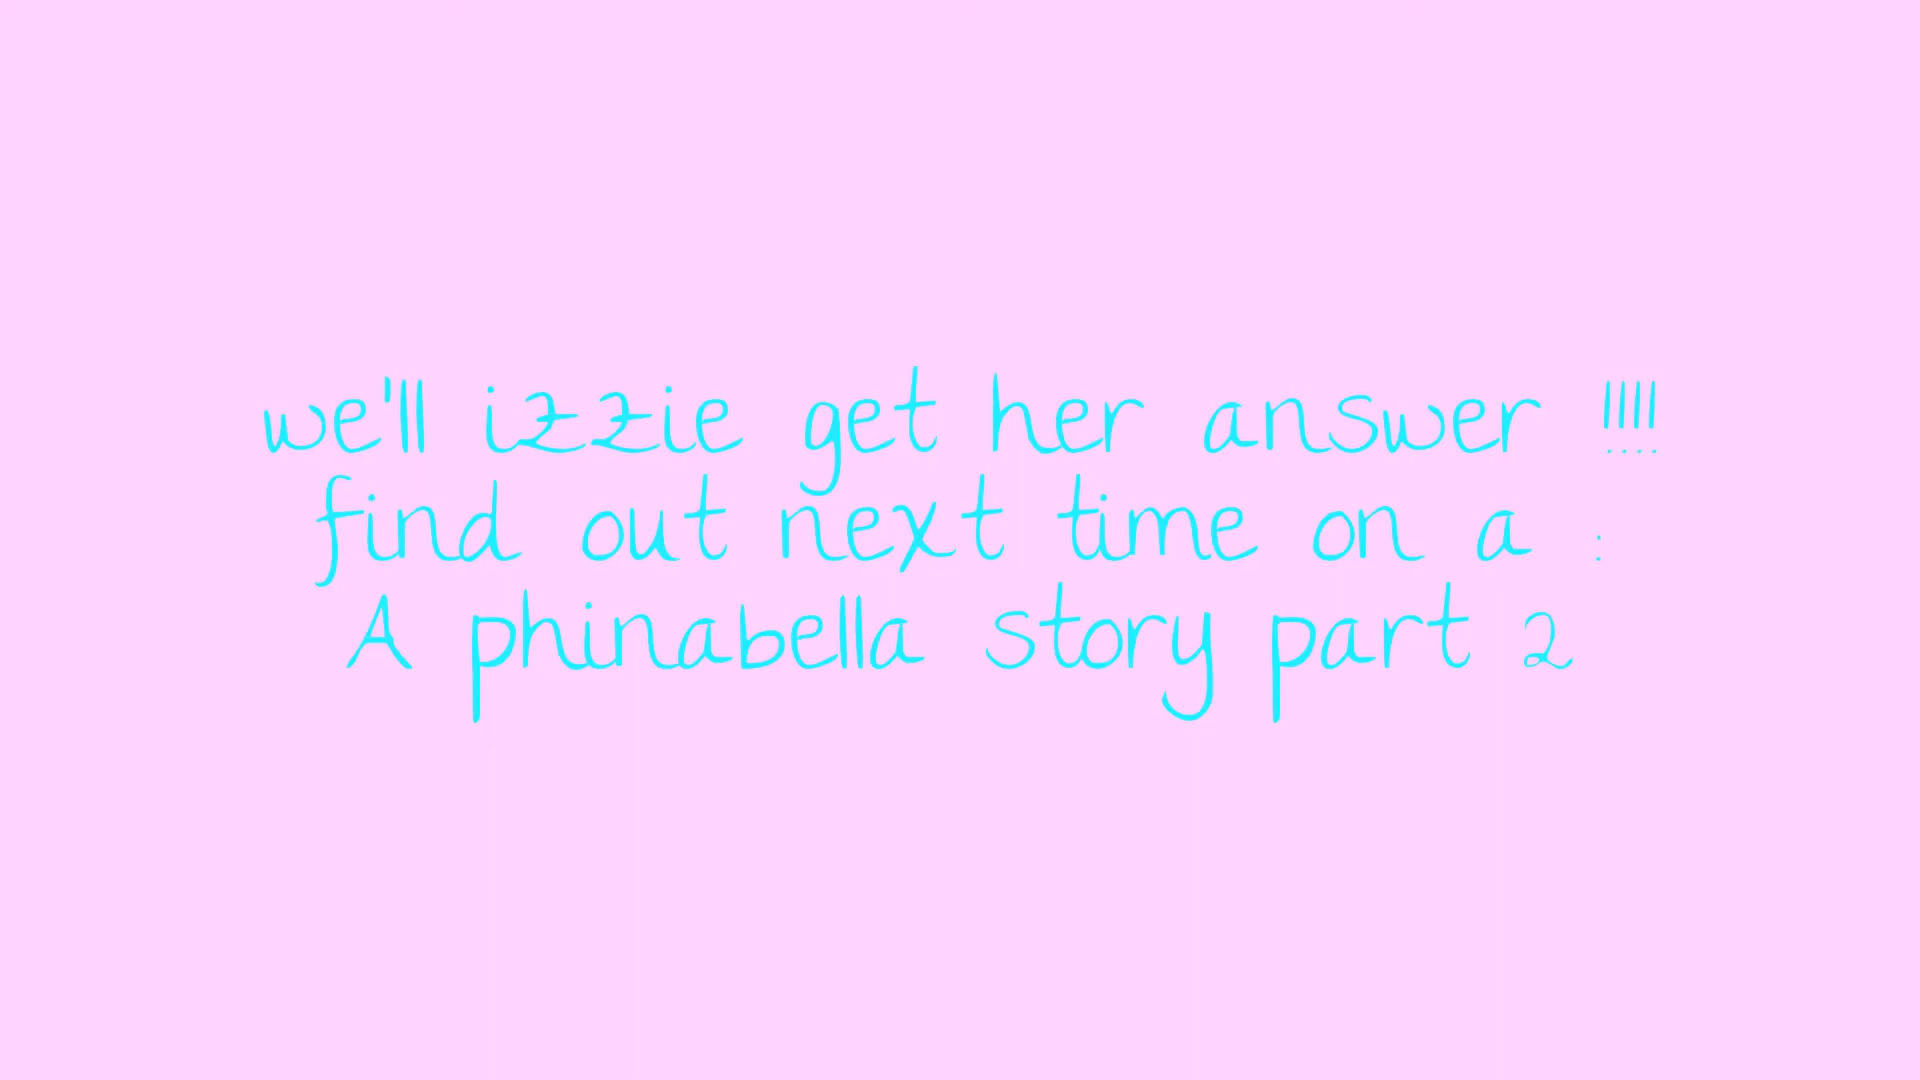 we'll izzie get her answer !!!!
find out next time on a :
A phinabella story part 2